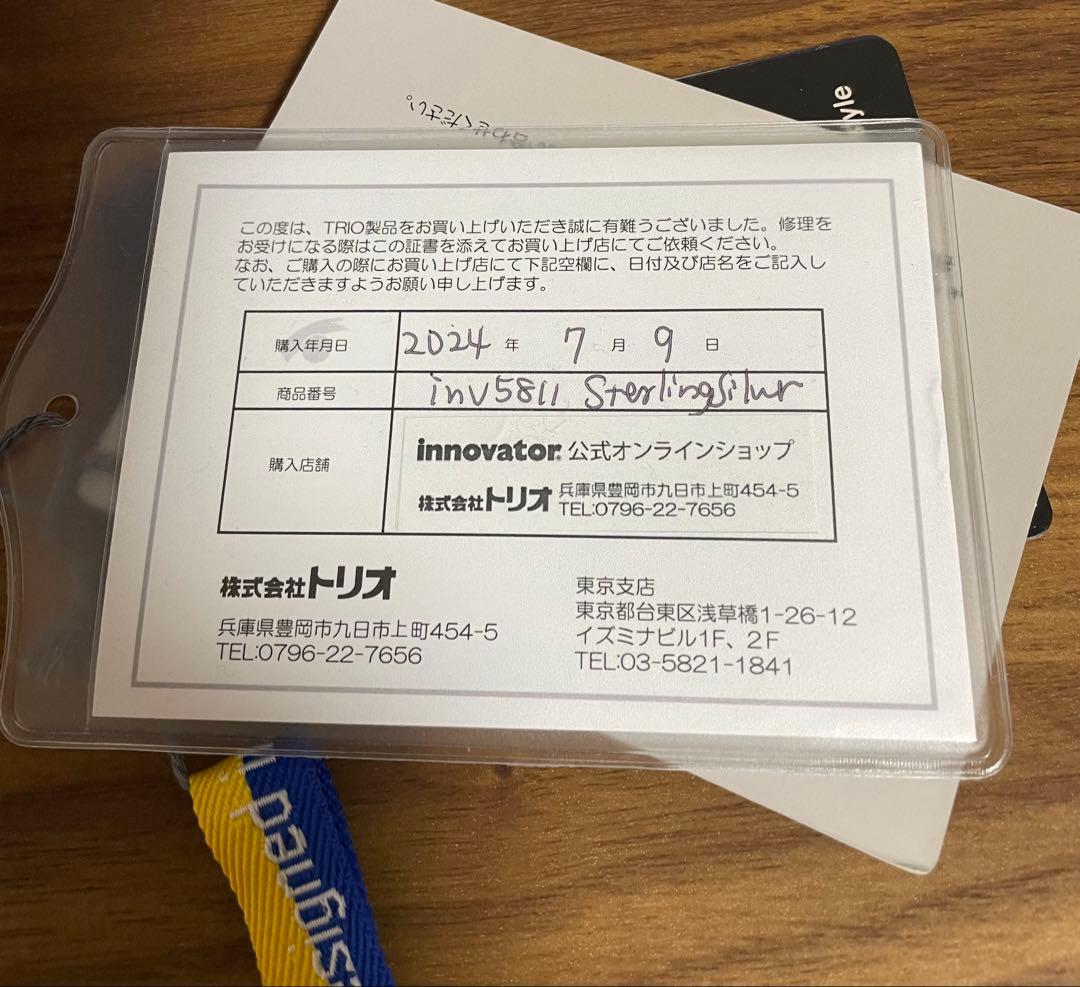 わせください。
yle
この度は、TRIO製品をお買い上げいただき誠に有難うございました。修理を
お受けになる際はこの証書を添えてお買い上げ店にてご依頼ください。
なお、ご購入の際にお買い上げ店にて下記空欄に、日付及び店名をご記入し
ていただきますようお願い申し上げます。
購入年月日 2024 年 7 月 9 日
商品番号 inv5811 Sterlingsilver
購入店舗
innovator 公式オンラインショップ
株式会社トリオ 兵庫県豊岡市九日市上町454-5
TEL:0796-22-7656
株式会社トリオ
兵庫県豊岡市九日市上町454-5
TEL:0796-22-7656
東京支店
東京都台東区浅草橋1-26-12
イズミナビル1F、2F
TEL:03-5821-1841
signed